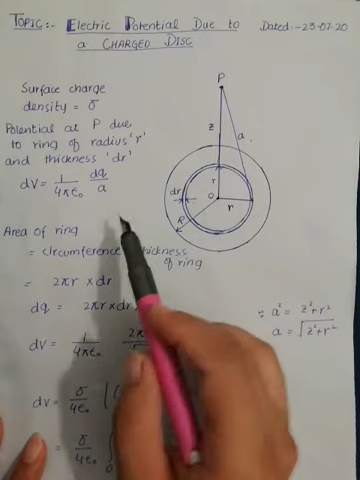 TOPIC:- Electric Potential Due to a CHARGED DISC
Dated:-23-07-20
Surface charge
density = σ
Potential at P due
to ring of radius 'r'
and thickness 'dr'
dV = 1/4πε₀ dq/a
P
z
a
dr
r
R
O
r
Area of ring
= circumference thickness of ring
= 2πr × dr
dq = 2πr×dr
∵ a² = z²+r²
a = √z²+r²
dV = 1/4πε₀
dV = σ/4ε₀ ∫
= σ/4ε₀ ∫
0